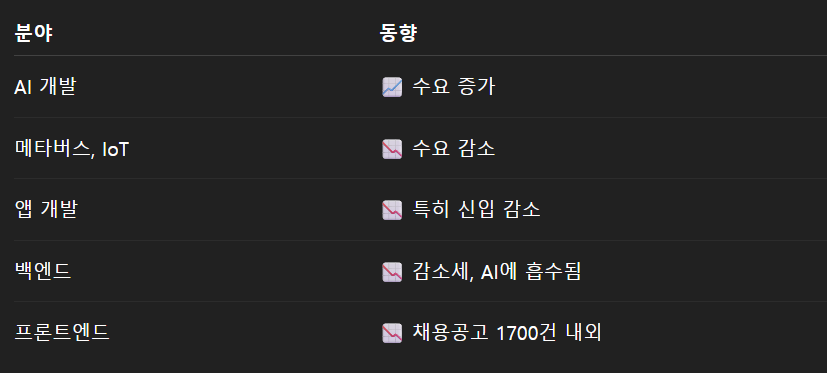 분야 동향
AI 개발 📈 수요 증가
메타버스, IoT 📉 수요 감소
앱 개발 📉 특히 신입 감소
백엔드 📉 감소세, AI에 흡수됨
프론트엔드 📉 채용공고 1700건 내외